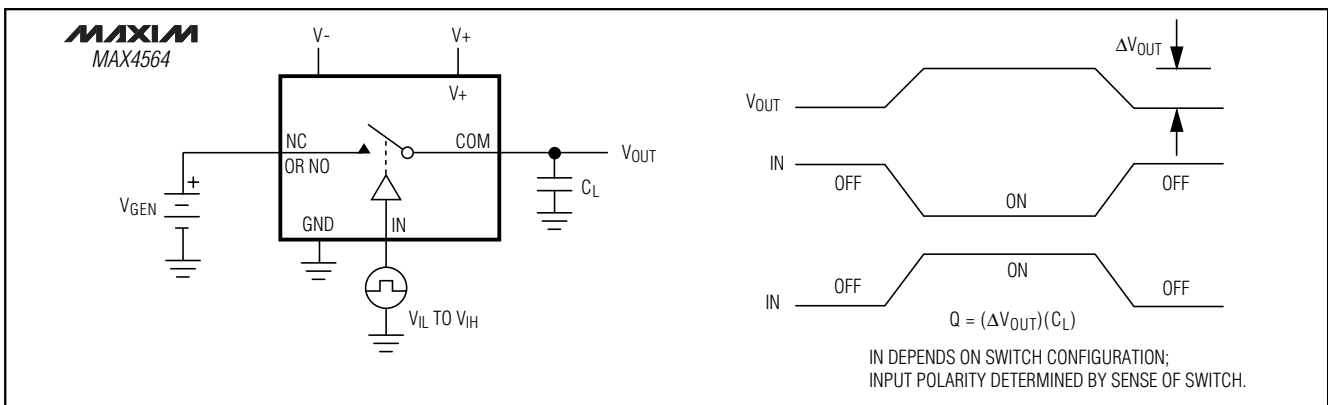 MAXIM
MAX4564
V-
V+
V+
NC
OR NO
COM
VOUT
CL
VGEN
+
GND
IN
VIL TO VIH
ΔVOUT
VOUT
IN
OFF
ON
OFF
IN
OFF
ON
OFF
Q = (ΔVOUT)(CL)
IN DEPENDS ON SWITCH CONFIGURATION;
INPUT POLARITY DETERMINED BY SENSE OF SWITCH.